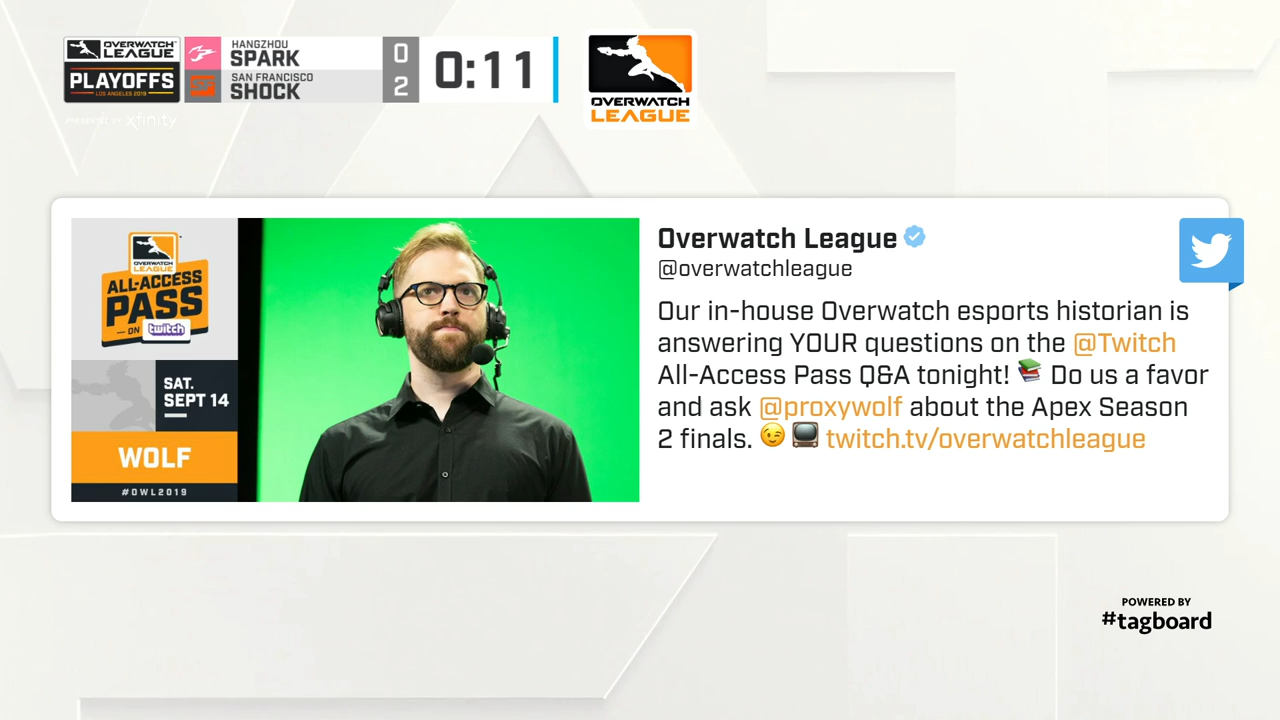 OVERWATCH
LEAGUE
PLAYOFFS
LOS ANGELES 2019
PRESENTED BY xfinity
HANGZHOU
SPARK
0
SAN FRANCISCO
SHOCK
2
0:11
OVERWATCH
LEAGUE
OVERWATCH
LEAGUE
ALL-ACCESS
PASS
ON twitch
SAT.
SEPT 14
WOLF
#OWL2019
Overwatch League
@overwatchleague
Our in-house Overwatch esports historian is
answering YOUR questions on the @Twitch
All-Access Pass Q&A tonight! 📚 Do us a favor
and ask @proxywolf about the Apex Season
2 finals. 😉 📺 twitch.tv/overwatchleague
POWERED BY
#tagboard